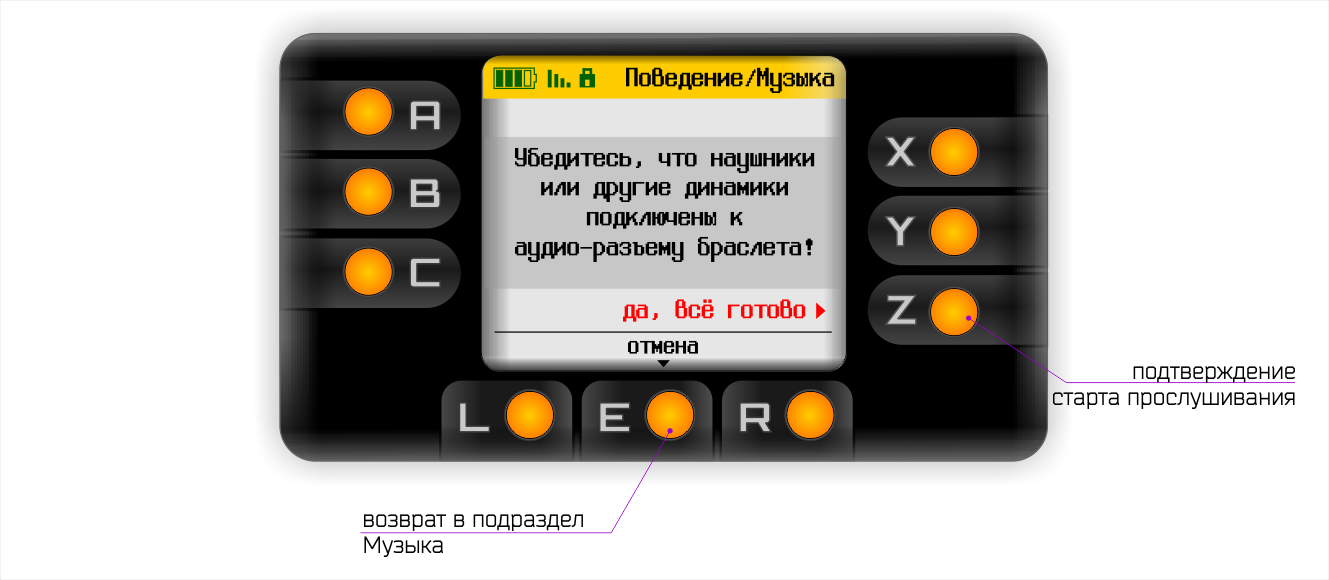 Поведение/Музыка
A
B
C
X
Y
Z
Убедитесь, что наушники
или другие динамики
подключены к
аудио-разъему браслета!
да, всё готово
отмена
L
E
R
подтверждение
старта прослушивания
возврат в подраздел
Музыка